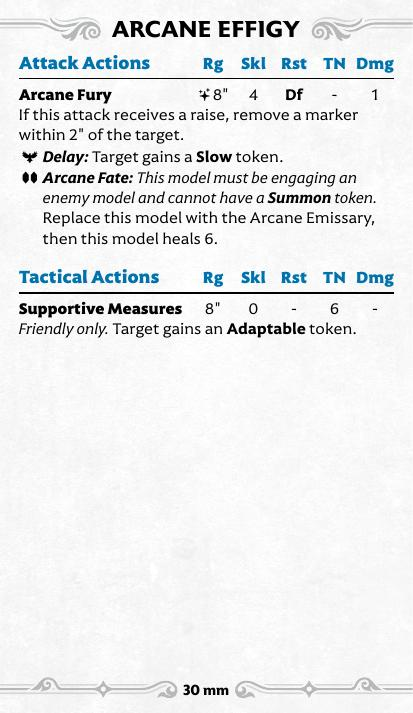 ARCANE EFFIGY
Attack Actions Rg Skl Rst TN Dmg
Arcane Fury 8" 4 Df - 1
If this attack receives a raise, remove a marker
within 2" of the target.
Delay: Target gains a Slow token.
Arcane Fate: This model must be engaging an
enemy model and cannot have a Summon token.
Replace this model with the Arcane Emissary,
then this model heals 6.
Tactical Actions Rg Skl Rst TN Dmg
Supportive Measures 8" 0 - 6 -
Friendly only. Target gains an Adaptable token.
30 mm